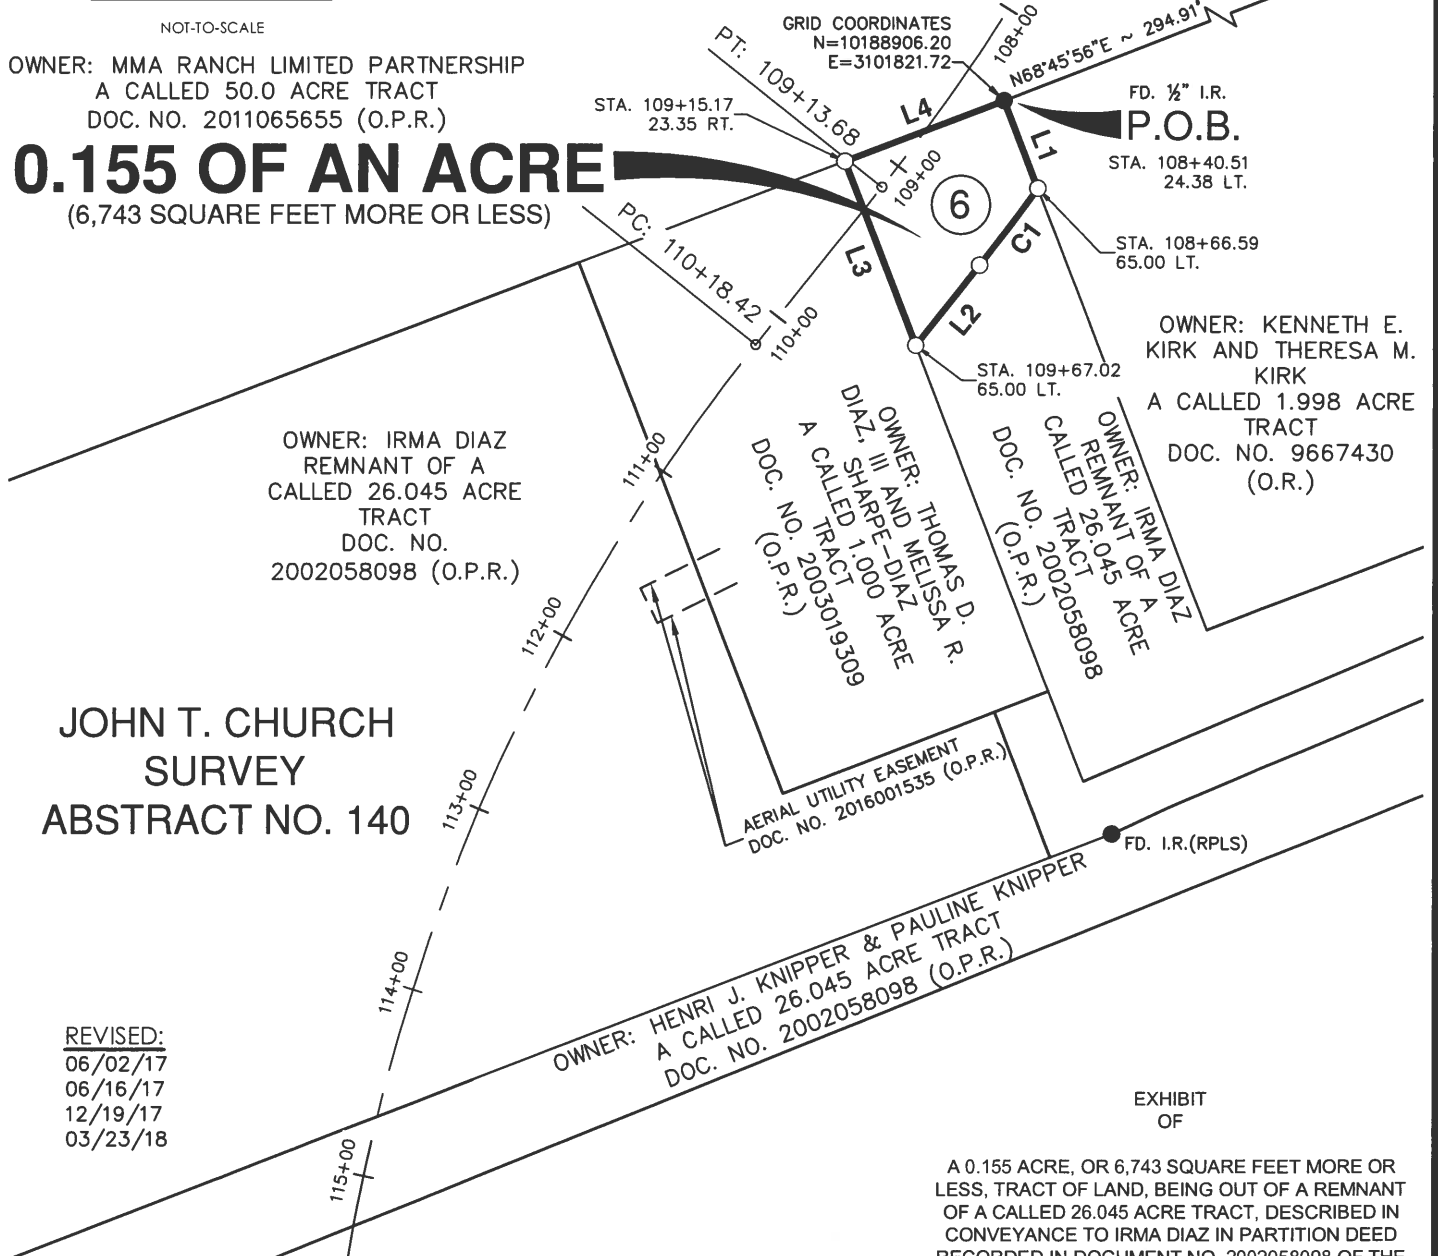 NOT-TO-SCALE
OWNER: MMA RANCH LIMITED PARTNERSHIP
A CALLED 50.0 ACRE TRACT
DOC. NO. 2011065655 (O.P.R.)
0.155 OF AN ACRE
(6,743 SQUARE FEET MORE OR LESS)
GRID COORDINATES
N=10188906.20
E=3101821.72
108+00
N68°45'56"E ~ 294.91'
PT: 109+13.68
STA. 109+15.17
23.35 RT.
L4
FD. ½" I.R.
P.O.B.
L1
STA. 108+40.51
24.38 LT.
109+00
6
C1
STA. 108+66.59
65.00 LT.
L3
L2
PC: 110+18.42
110+00
STA. 109+67.02
65.00 LT.
OWNER: KENNETH E.
KIRK AND THERESA M.
KIRK
A CALLED 1.998 ACRE
TRACT
DOC. NO. 9667430
(O.R.)
OWNER: IRMA DIAZ
REMNANT OF A
CALLED 26.045 ACRE
TRACT
DOC. NO.
2002058098 (O.P.R.)
111+00
OWNER: THOMAS D.
DIAZ, III AND MELISSA R.
SHARPE-DIAZ
A CALLED 1.000 ACRE
TRACT
DOC. NO. 2003019309
(O.P.R.)
OWNER: IRMA DIAZ
REMNANT OF A
CALLED 26.045 ACRE
TRACT
DOC. NO. 2002058098
(O.P.R.)
112+00
JOHN T. CHURCH
SURVEY
ABSTRACT NO. 140
113+00
AERIAL UTILITY EASEMENT
DOC. NO. 2016001535 (O.P.R.)
FD. I.R.(RPLS)
OWNER: HENRI J. KNIPPER & PAULINE KNIPPER
A CALLED 26.045 ACRE TRACT
DOC. NO. 2002058098 (O.P.R.)
114+00
REVISED:
06/02/17
06/16/17
12/19/17
03/23/18
115+00
EXHIBIT
OF
A 0.155 ACRE, OR 6,743 SQUARE FEET MORE OR
LESS, TRACT OF LAND, BEING OUT OF A REMNANT
OF A CALLED 26.045 ACRE TRACT, DESCRIBED IN
CONVEYANCE TO IRMA DIAZ IN PARTITION DEED
RECORDED IN DOCUMENT NO. 2002058098 OF THE